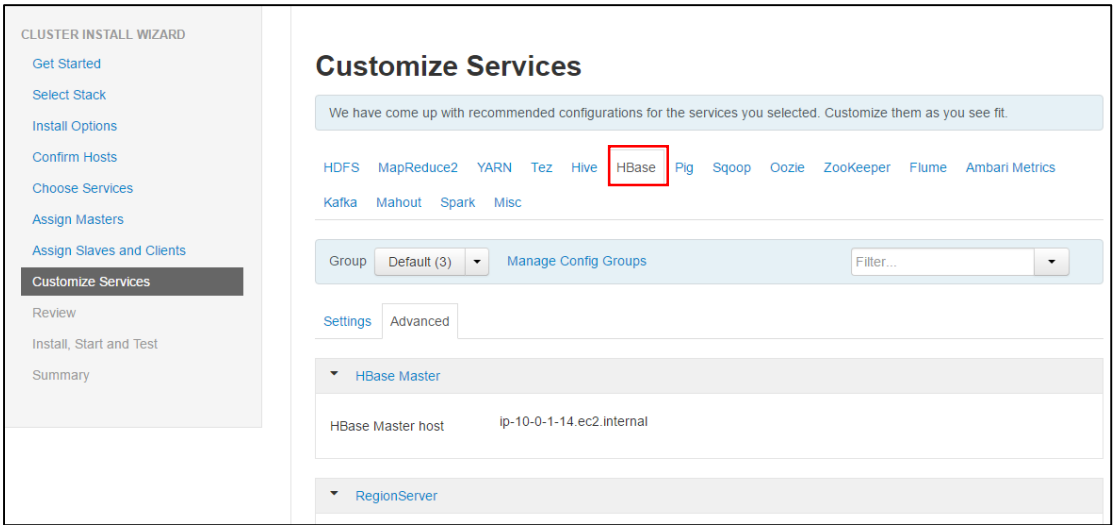 CLUSTER INSTALL WIZARD
Get Started
Select Stack
Install Options
Confirm Hosts
Choose Services
Assign Masters
Assign Slaves and Clients
Customize Services
Review
Install, Start and Test
Summary
Customize Services
We have come up with recommended configurations for the services you selected. Customize them as you see fit.
HDFS MapReduce2 YARN Tez Hive HBase Pig Sqoop Oozie ZooKeeper Flume Ambari Metrics
Kafka Mahout Spark Misc
Group Default (3) Manage Config Groups Filter...
Settings Advanced
HBase Master
HBase Master host ip-10-0-1-14.ec2.internal
RegionServer